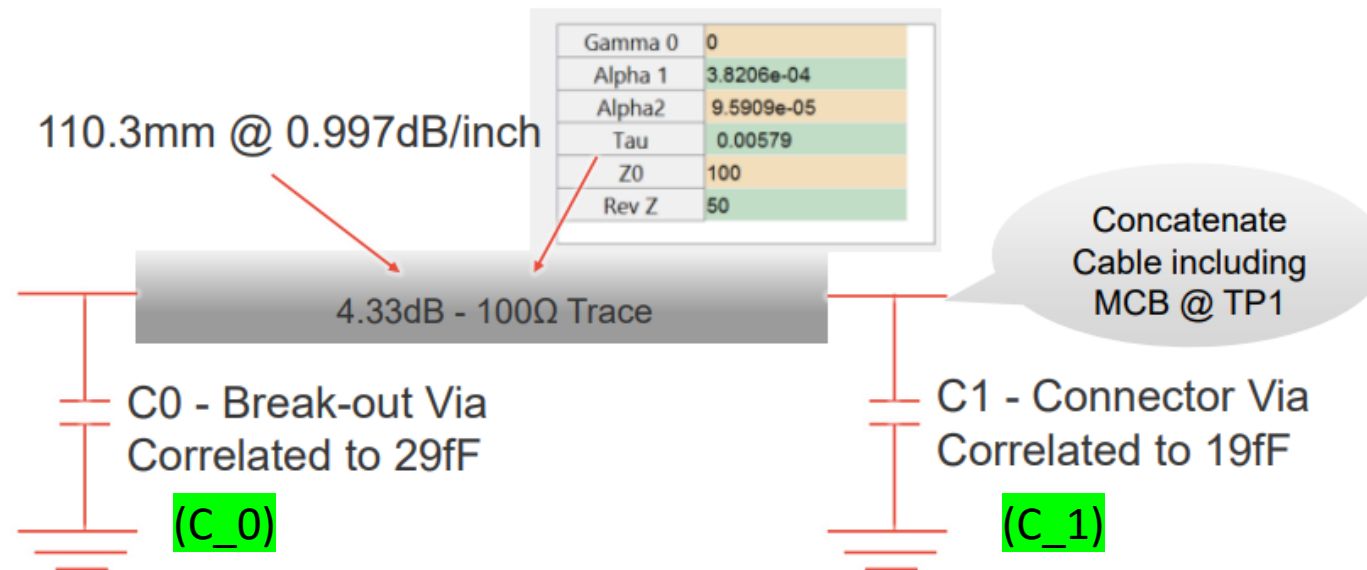 Gamma 0 0
Alpha 1 3.8206e-04
Alpha2 9.5909e-05
Tau 0.00579
Z0 100
Rev Z 50
110.3mm @ 0.997dB/inch
4.33dB - 100Ω Trace
Concatenate
Cable including
MCB @ TP1
C0 - Break-out Via
Correlated to 29fF
(C_0)
C1 - Connector Via
Correlated to 19fF
(C_1)